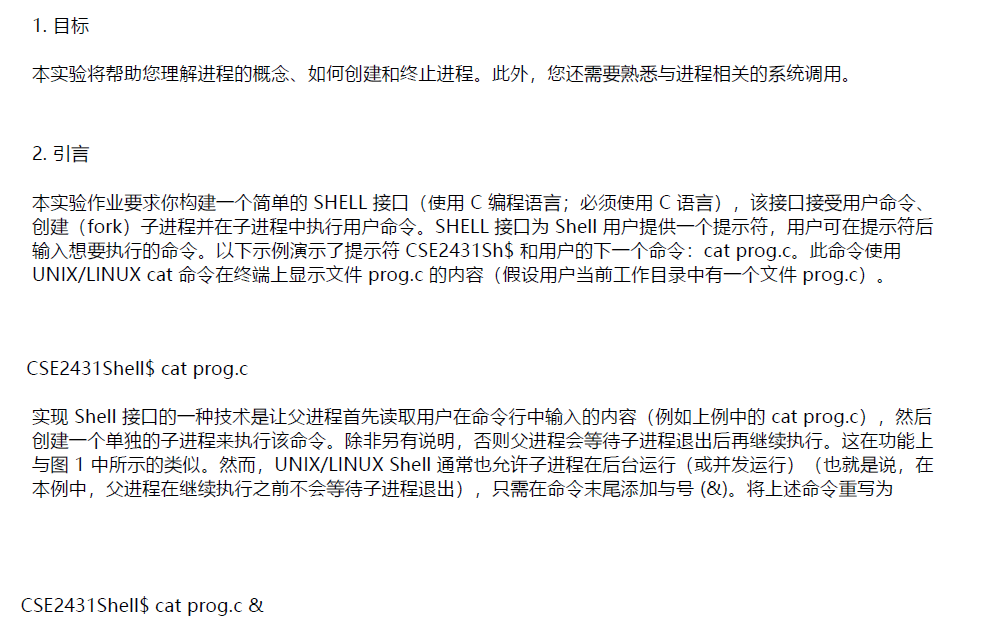 1. 目标
本实验将帮助您理解进程的概念、如何创建和终止进程。此外，您还需要熟悉与进程相关的系统调用。
2. 引言
本实验作业要求你构建一个简单的 SHELL 接口（使用 C 编程语言；必须使用 C 语言），该接口接受用户命令、
创建（fork）子进程并在子进程中执行用户命令。SHELL 接口为 Shell 用户提供一个提示符，用户可在提示符后
输入想要执行的命令。以下示例演示了提示符 CSE2431Sh$ 和用户的下一个命令：cat prog.c。此命令使用
UNIX/LINUX cat 命令在终端上显示文件 prog.c 的内容（假设用户当前工作目录中有一个文件 prog.c）。
CSE2431Shell$ cat prog.c
实现 Shell 接口的一种技术是让父进程首先读取用户在命令行中输入的内容（例如上例中的 cat prog.c），然后
创建一个单独的子进程来执行该命令。除非另有说明，否则父进程会等待子进程退出后再继续执行。这在功能上
与图 1 中所示的类似。然而，UNIX/LINUX Shell 通常也允许子进程在后台运行（或并发运行）（也就是说，在
本例中，父进程在继续执行之前不会等待子进程退出），只需在命令末尾添加与号 (&)。将上述命令重写为
CSE2431Shell$ cat prog.c &